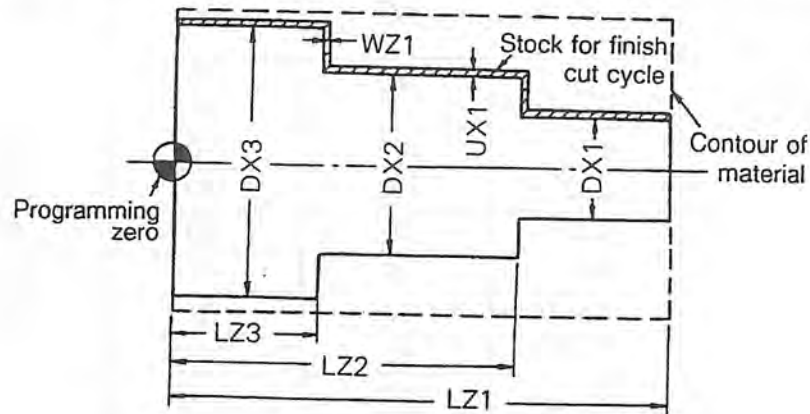 WZ1
Stock for finish
cut cycle
UX1
DX3
DX2
DX1
Contour of
material
Programming
zero
LZ3
LZ2
LZ1